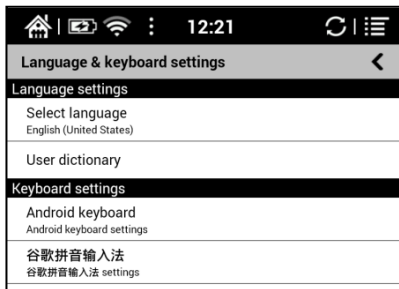 12:21
Language & keyboard settings
Language settings
Select language
English (United States)
User dictionary
Keyboard settings
Android keyboard
Android keyboard settings
谷歌拼音输入法
谷歌拼音输入法 settings